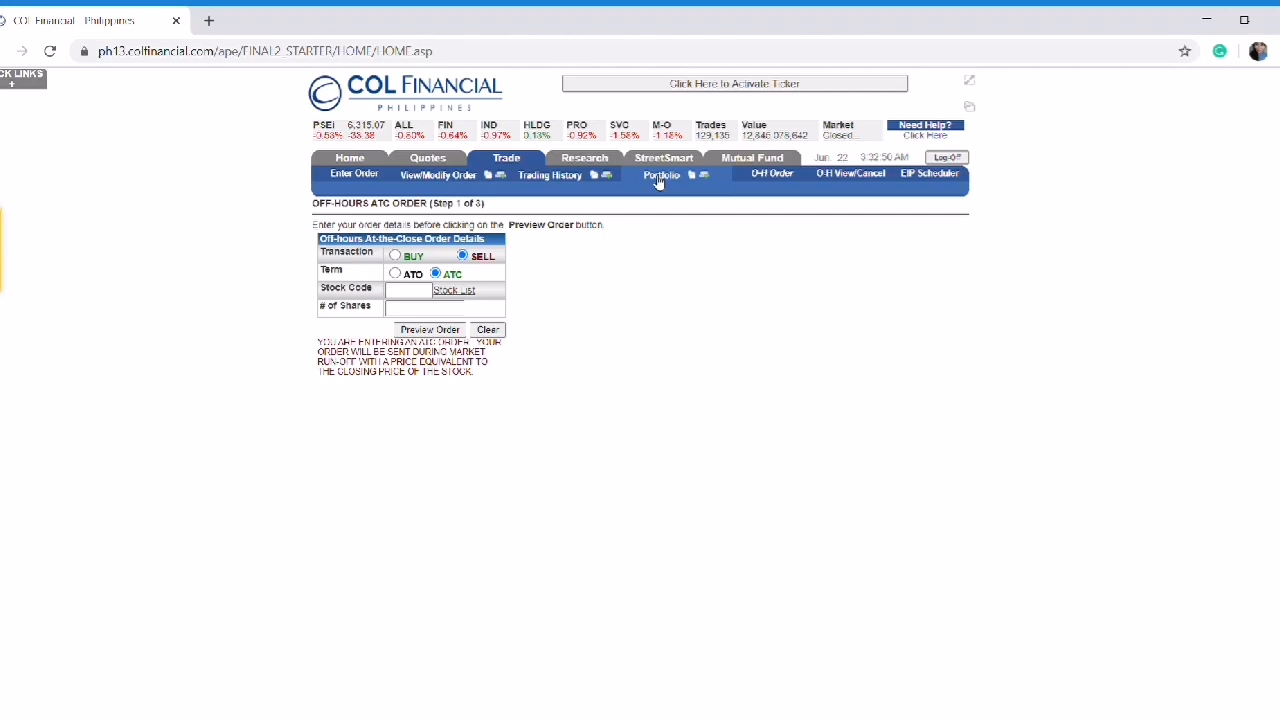 COL Financial - Philippines
ph13.colfinancial.com/ape/FINAL2_STARTER/HOME/HOME.asp
CK LINKS
+
COL FINANCIAL
PHILIPPINES
Click Here to Activate Ticker
PSEi 6,315.07 ALL FIN IND HLDG PRO SVC M-O Trades Value Market Need Help?
-0.53% -33.38 -0.80% -0.64% -0.97% 0.13% -0.92% -1.58% -1.18% 129,135 12,846,078,642 Closed... Click Here
Home Quotes Trade Research StreetSmart Mutual Fund Jun 22 3:32:50 AM Log-Off
Enter Order View/Modify Order Trading History Portfolio O-H Order O-H View/Cancel EIP Scheduler
OFF-HOURS ATC ORDER (Step 1 of 3)
Enter your order details before clicking on the Preview Order button.
Off-hours At-the-Close Order Details
Transaction BUY SELL
Term ATO ATC
Stock Code Stock List
# of Shares
Preview Order Clear
YOU ARE ENTERING AN ATC ORDER. YOUR
ORDER WILL BE SENT DURING MARKET
RUN-OFF WITH A PRICE EQUIVALENT TO
THE CLOSING PRICE OF THE STOCK.